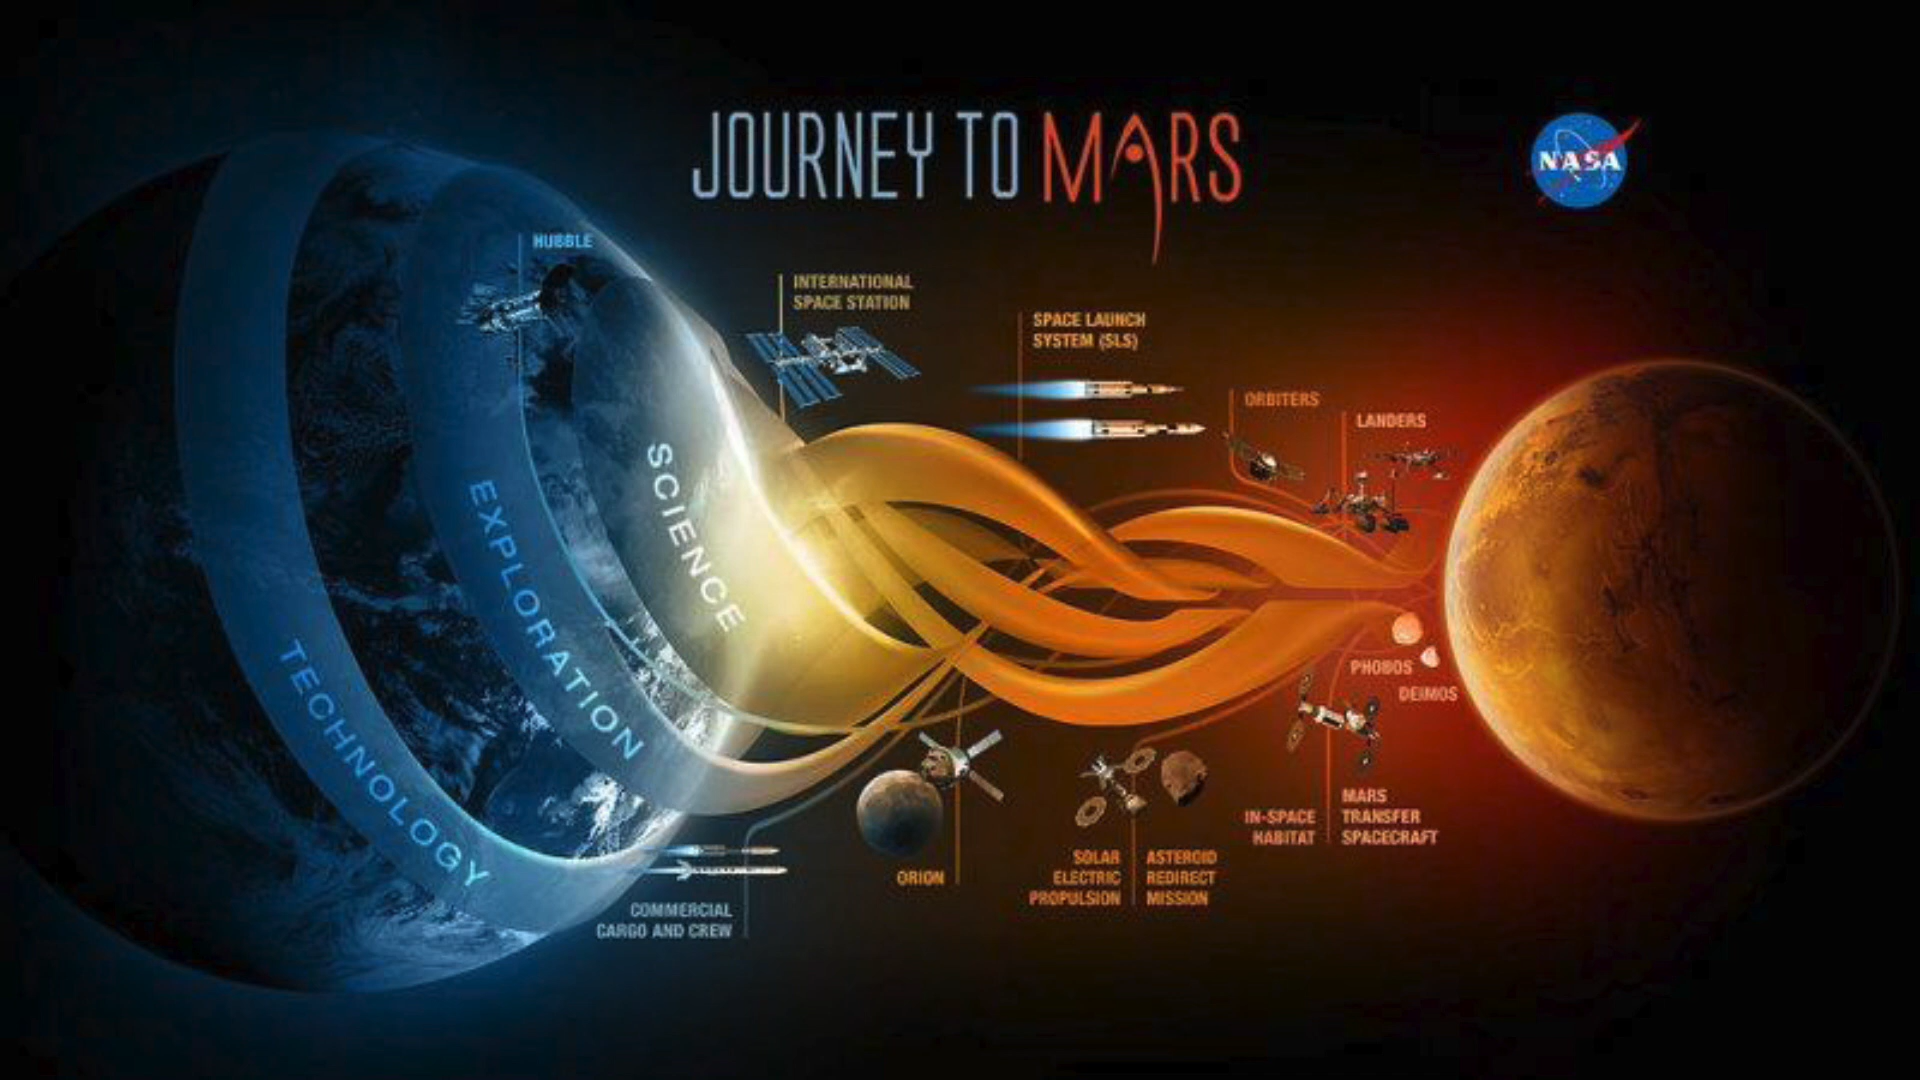 JOURNEY TO MARS
NASA
HUBBLE
INTERNATIONAL
SPACE STATION
SPACE LAUNCH
SYSTEM (SLS)
ORBITERS
LANDERS
SCIENCE
EXPLORATION
TECHNOLOGY
PHOBOS
DEIMOS
IN-SPACE
HABITAT
MARS
TRANSFER
SPACECRAFT
ORION
SOLAR
ELECTRIC
PROPULSION
ASTEROID
REDIRECT
MISSION
COMMERCIAL
CARGO AND CREW